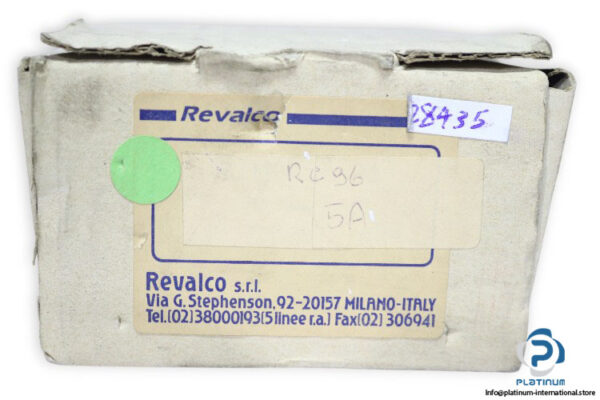 Revalco
28435
RC96
5A
Revalco s.r.l.
Via G. Stephenson, 92-20157 MILANO-ITALY
Tel.(02)38000193(5 linee r.a.) Fax(02) 306941
PLATINUM
Info@platinum-international.store